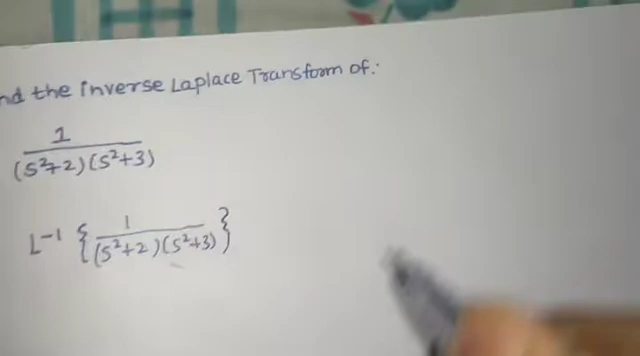 nd the inverse Laplace Transform of:
1
(S²+2)(S²+3)
L-1 { 1
(S²+2)(S²+3) }